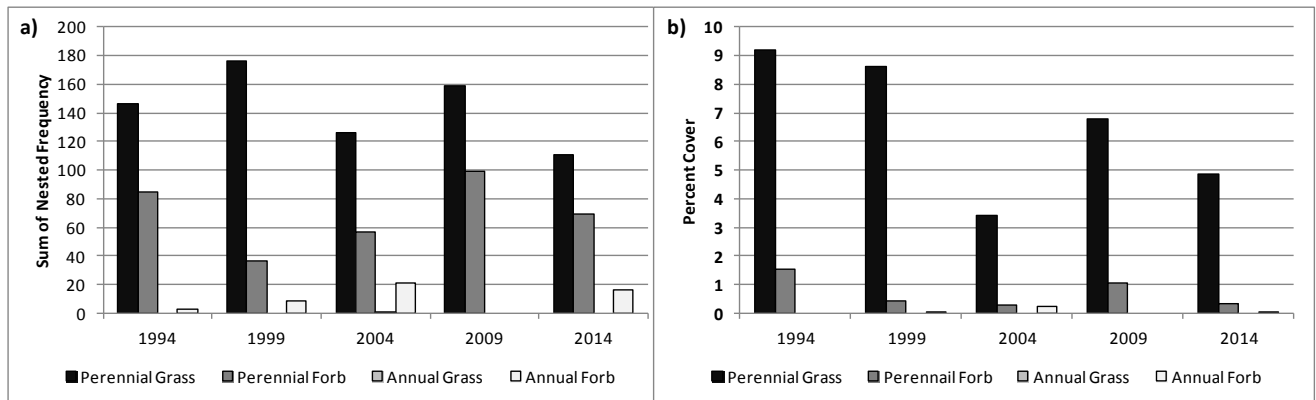 a)
Sum of Nested Frequency
200
180
160
140
120
100
80
60
40
20
0
1994 1999 2004 2009 2014
Perennial Grass Perennial Forb Annual Grass Annual Forb
b)
Percent Cover
10
9
8
7
6
5
4
3
2
1
0
1994 1999 2004 2009 2014
Perennial Grass Perennail Forb Annual Grass Annual Forb